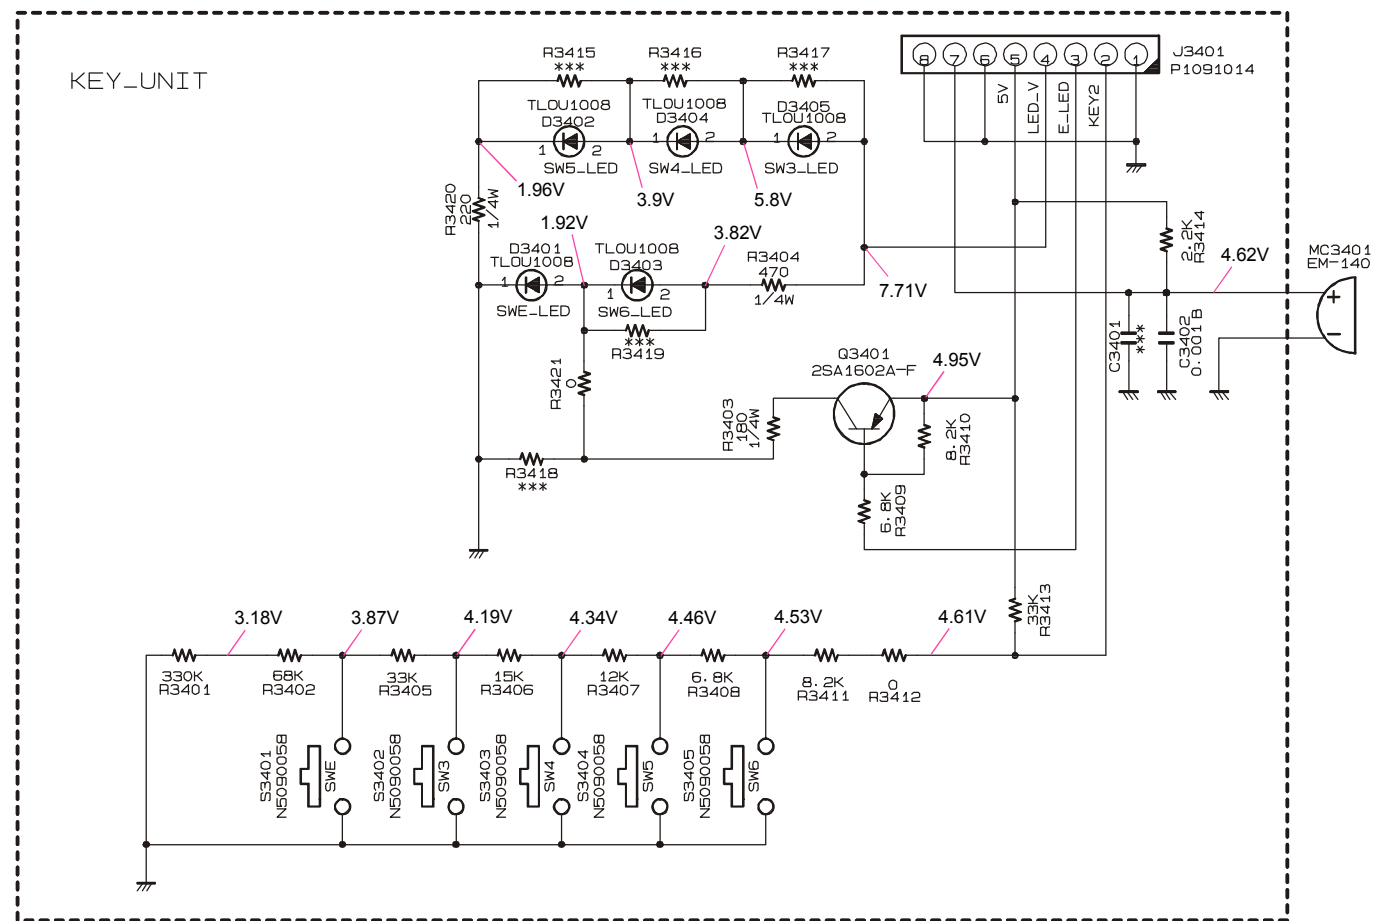 KEY_UNIT
R3415
***
R3416
***
R3417
***
J3401
P1091014
8 7 6 5 4 3 2 1
5V
LED_V
E_LED
KEY2
TLOU1008
D3402
1 2
SW5_LED
TLOU1008
D3404
1 2
SW4_LED
D3405
TLOU1008
1 2
SW3_LED
1.96V
3.9V
5.8V
R3420
220
1/4W
1.92V
3.82V
D3401
TLOU1008
1 2
SWE_LED
TLOU1008
D3403
1 2
SW6_LED
R3404
470
1/4W
7.71V
***
R3419
2.2K
R3414
4.62V
MC3401
EM-140
+
-
C3401
***
C3402
0.001 B
R3421
0
Q3401
2SA1602A-F
4.95V
R3403
180
1/4W
8.2K
R3410
R3418
***
6.8K
R3409
33K
R3413
3.18V
3.87V
4.19V
4.34V
4.46V
4.53V
4.61V
330K
R3401
68K
R3402
33K
R3405
15K
R3406
12K
R3407
6.8K
R3408
8.2K
R3411
0
R3412
S3401
N5090058
SWE
S3402
N5090058
SW3
S3403
N5090058
SW4
S3404
N5090058
SW5
S3405
N5090058
SW6